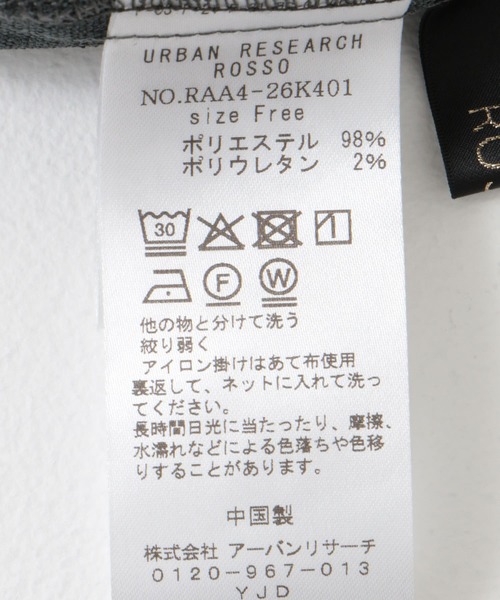 URBAN RESEARCH
ROSSO
NO.RAA4-26K401
size Free
ポリエステル 98%
ポリウレタン 2%
30
F W
他の物と分けて洗う
絞り弱く
アイロン掛けはあて布使用
裏返して、ネットに入れて洗っ
てください。
長時間日光に当たったり、摩擦、
水濡れなどによる色落ちや色移
りすることがあります。
中国製
株式会社 アーバンリサーチ
0120-967-013
YJD